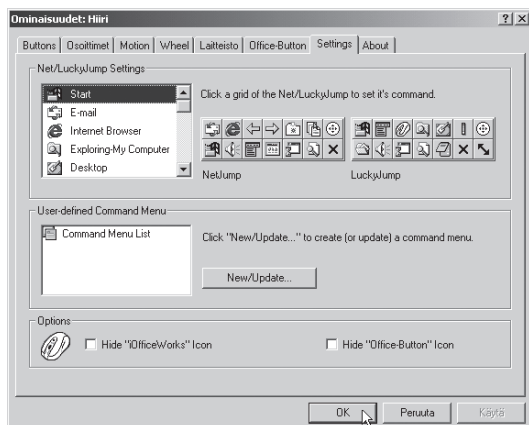 Ominaisuudet: Hiiri
Buttons Osoittimet Motion Wheel Laitteisto Office-Button Settings About
Net/LuckyJump Settings
Start
E-mail
Internet Browser
Exploring-My Computer
Desktop
Click a grid of the Net/LuckyJump to set it's command.
NetJump
LuckyJump
User-defined Command Menu
Command Menu List
Click "New/Update..." to create (or update) a command menu.
New/Update...
Options
Hide "iOfficeWorks" Icon
Hide "Office-Button" Icon
OK Peruuta Käytä